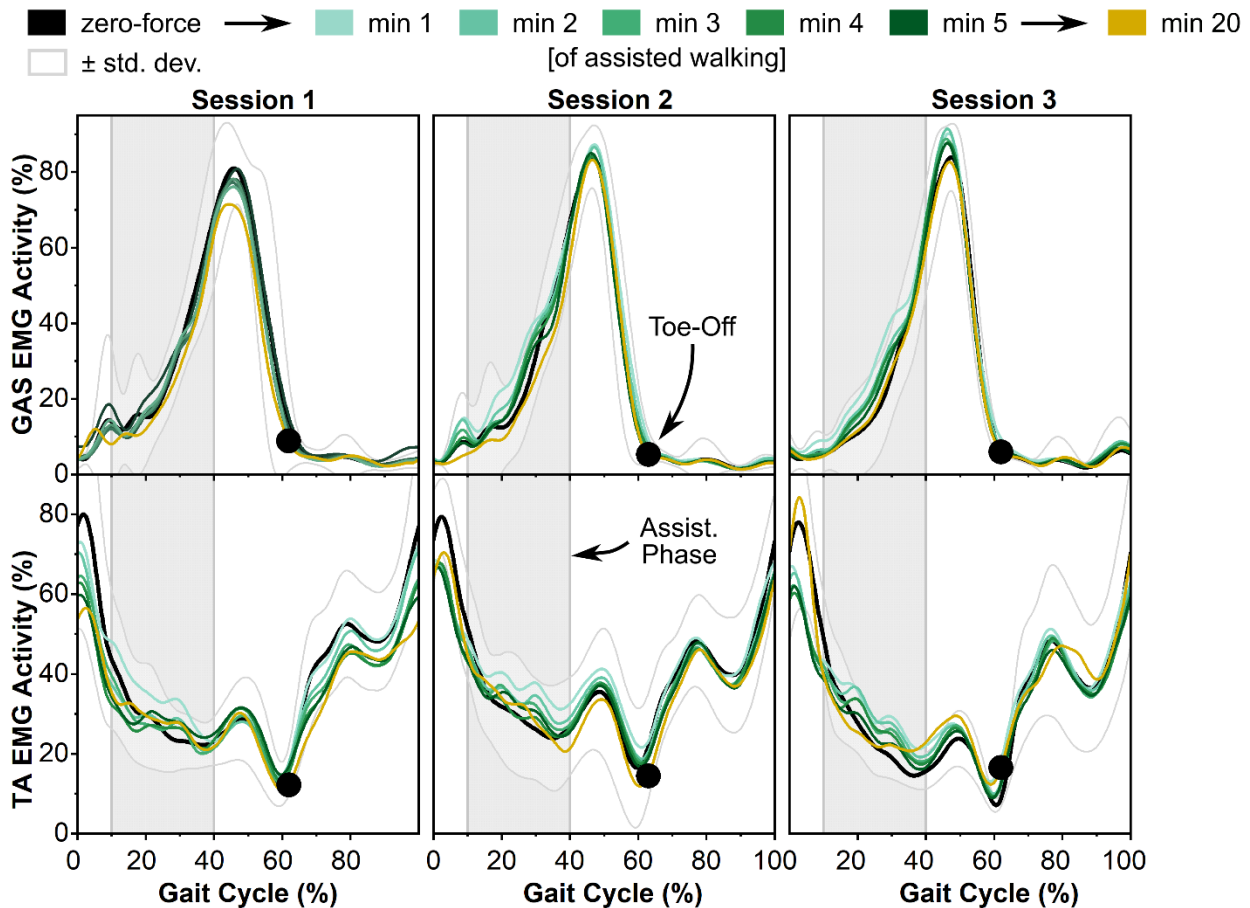 zero-force min 1 min 2 min 3 min 4 min 5 min 20
± std. dev. [of assisted walking]
Session 1 Session 2 Session 3
GAS EMG Activity (%)
80
60
40
20
0
Toe-Off
TA EMG Activity (%)
80
60
40
20
0
Assist.
Phase
0 20 40 60 80 0 20 40 60 80 100 20 40 60 80 100
Gait Cycle (%) Gait Cycle (%) Gait Cycle (%)